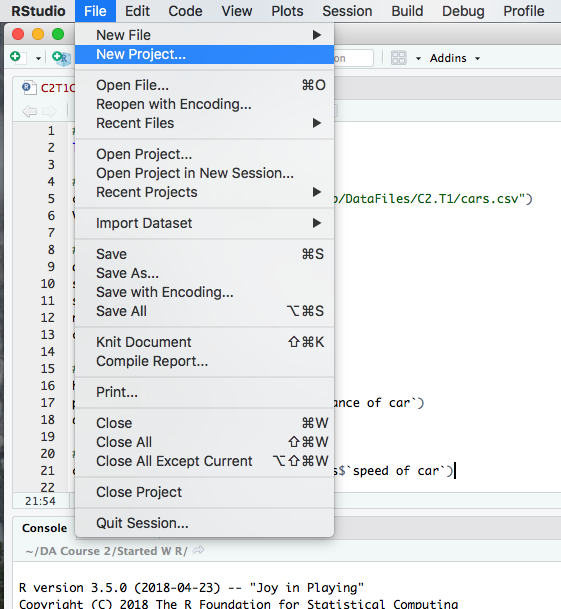 RStudio File Edit Code View Plots Session Build Debug Profile
New File
New Project...
Addins
Open File... ⌘O
C2T1
Reopen with Encoding...
Recent Files
1 #
2
3
Open Project...
4 #
Open Project in New Session...
5 /DataFiles/C2.T1/cars.csv")
Recent Projects
6
7
Import Dataset
8 #
9
Save ⌘S
10
Save As...
11
Save with Encoding...
12
Save All ⌥⌘S
13
14
Knit Document ⇧⌘K
15 #
Compile Report...
16
17 ance of car`)
Print...
18
19
Close ⌘W
20 #
Close All ⇧⌘W
21 s$`speed of car`)
Close All Except Current ⌥⇧⌘W
22
21:54
Close Project
Quit Session...
Console
~/DA Course 2/Started W R/
R version 3.5.0 (2018-04-23) -- "Joy in Playing"
Copyright (C) 2018 The R Foundation for Statistical Computing